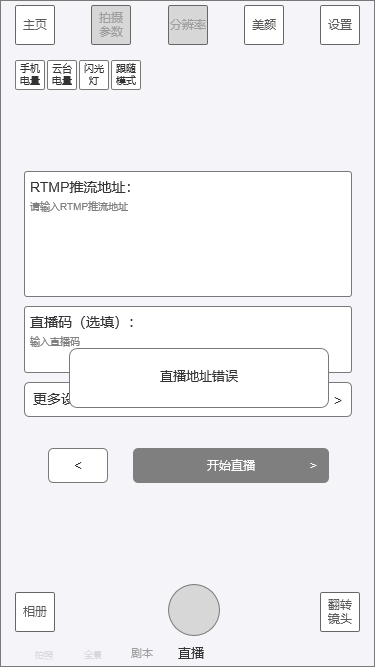 主页
拍摄
参数
分辨率
美颜
设置
手机
电量
云台
电量
闪光
灯
跟随
模式
RTMP推流地址：
请输入RTMP推流地址
直播码（选填）：
输入直播码
直播地址错误
更多设
>
<
开始直播
>
相册
翻转
镜头
拍照
全景
剧本
直播